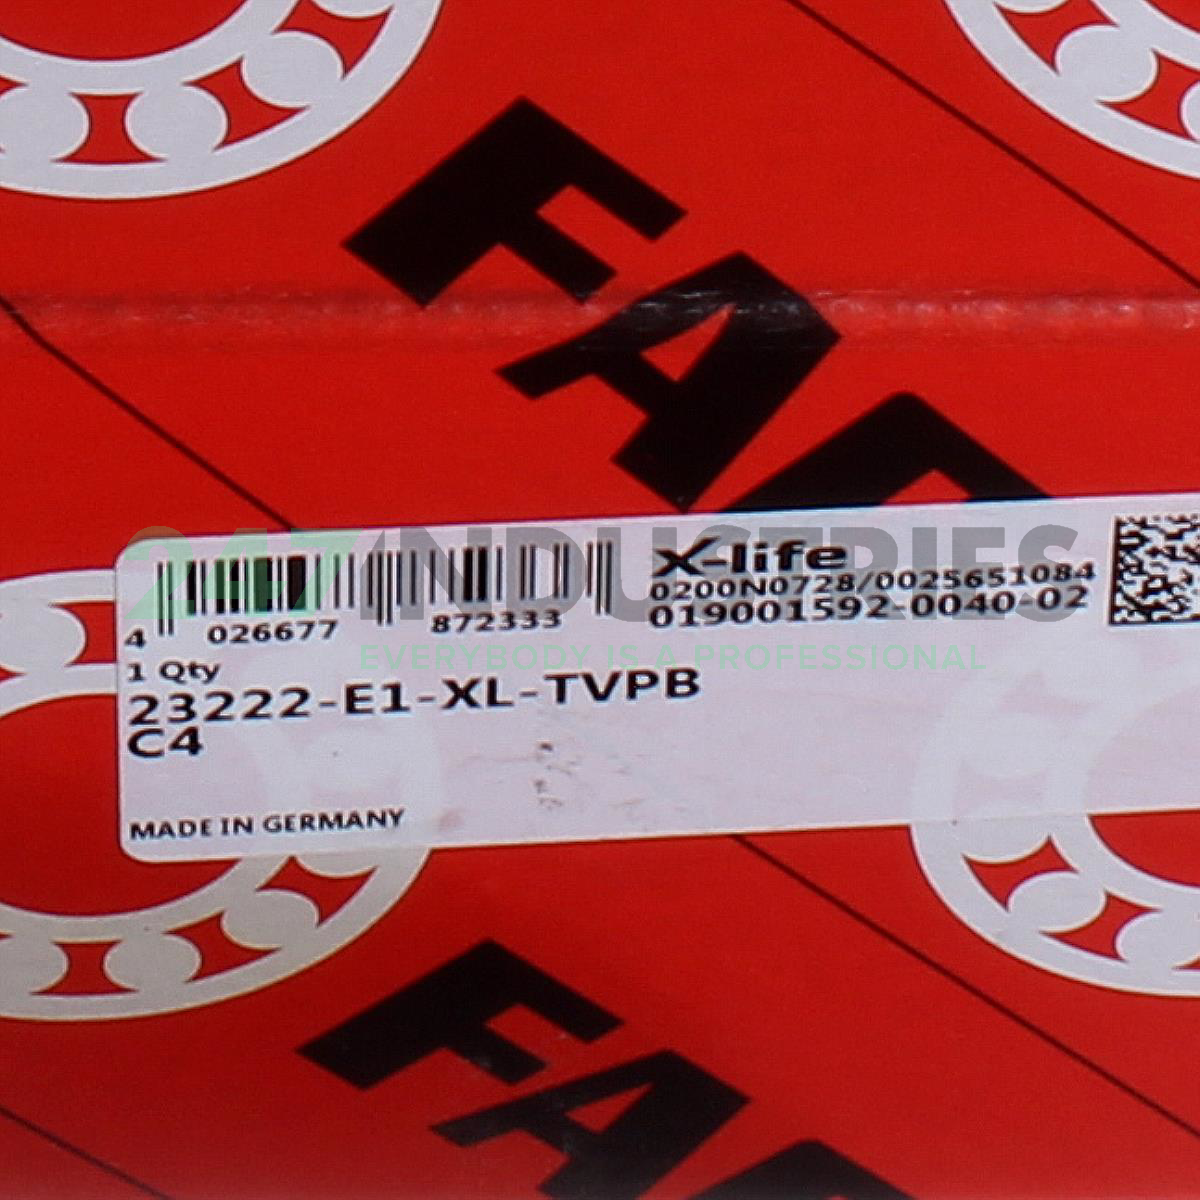 FAG
247INDUSTRIES
EVERYBODY IS A PROFESSIONAL
X-life
0200N0728/0025651084
019001592-0040-02
4 026677 872333
1 Qty
23222-E1-XL-TVPB
C4
MADE IN GERMANY
FAG